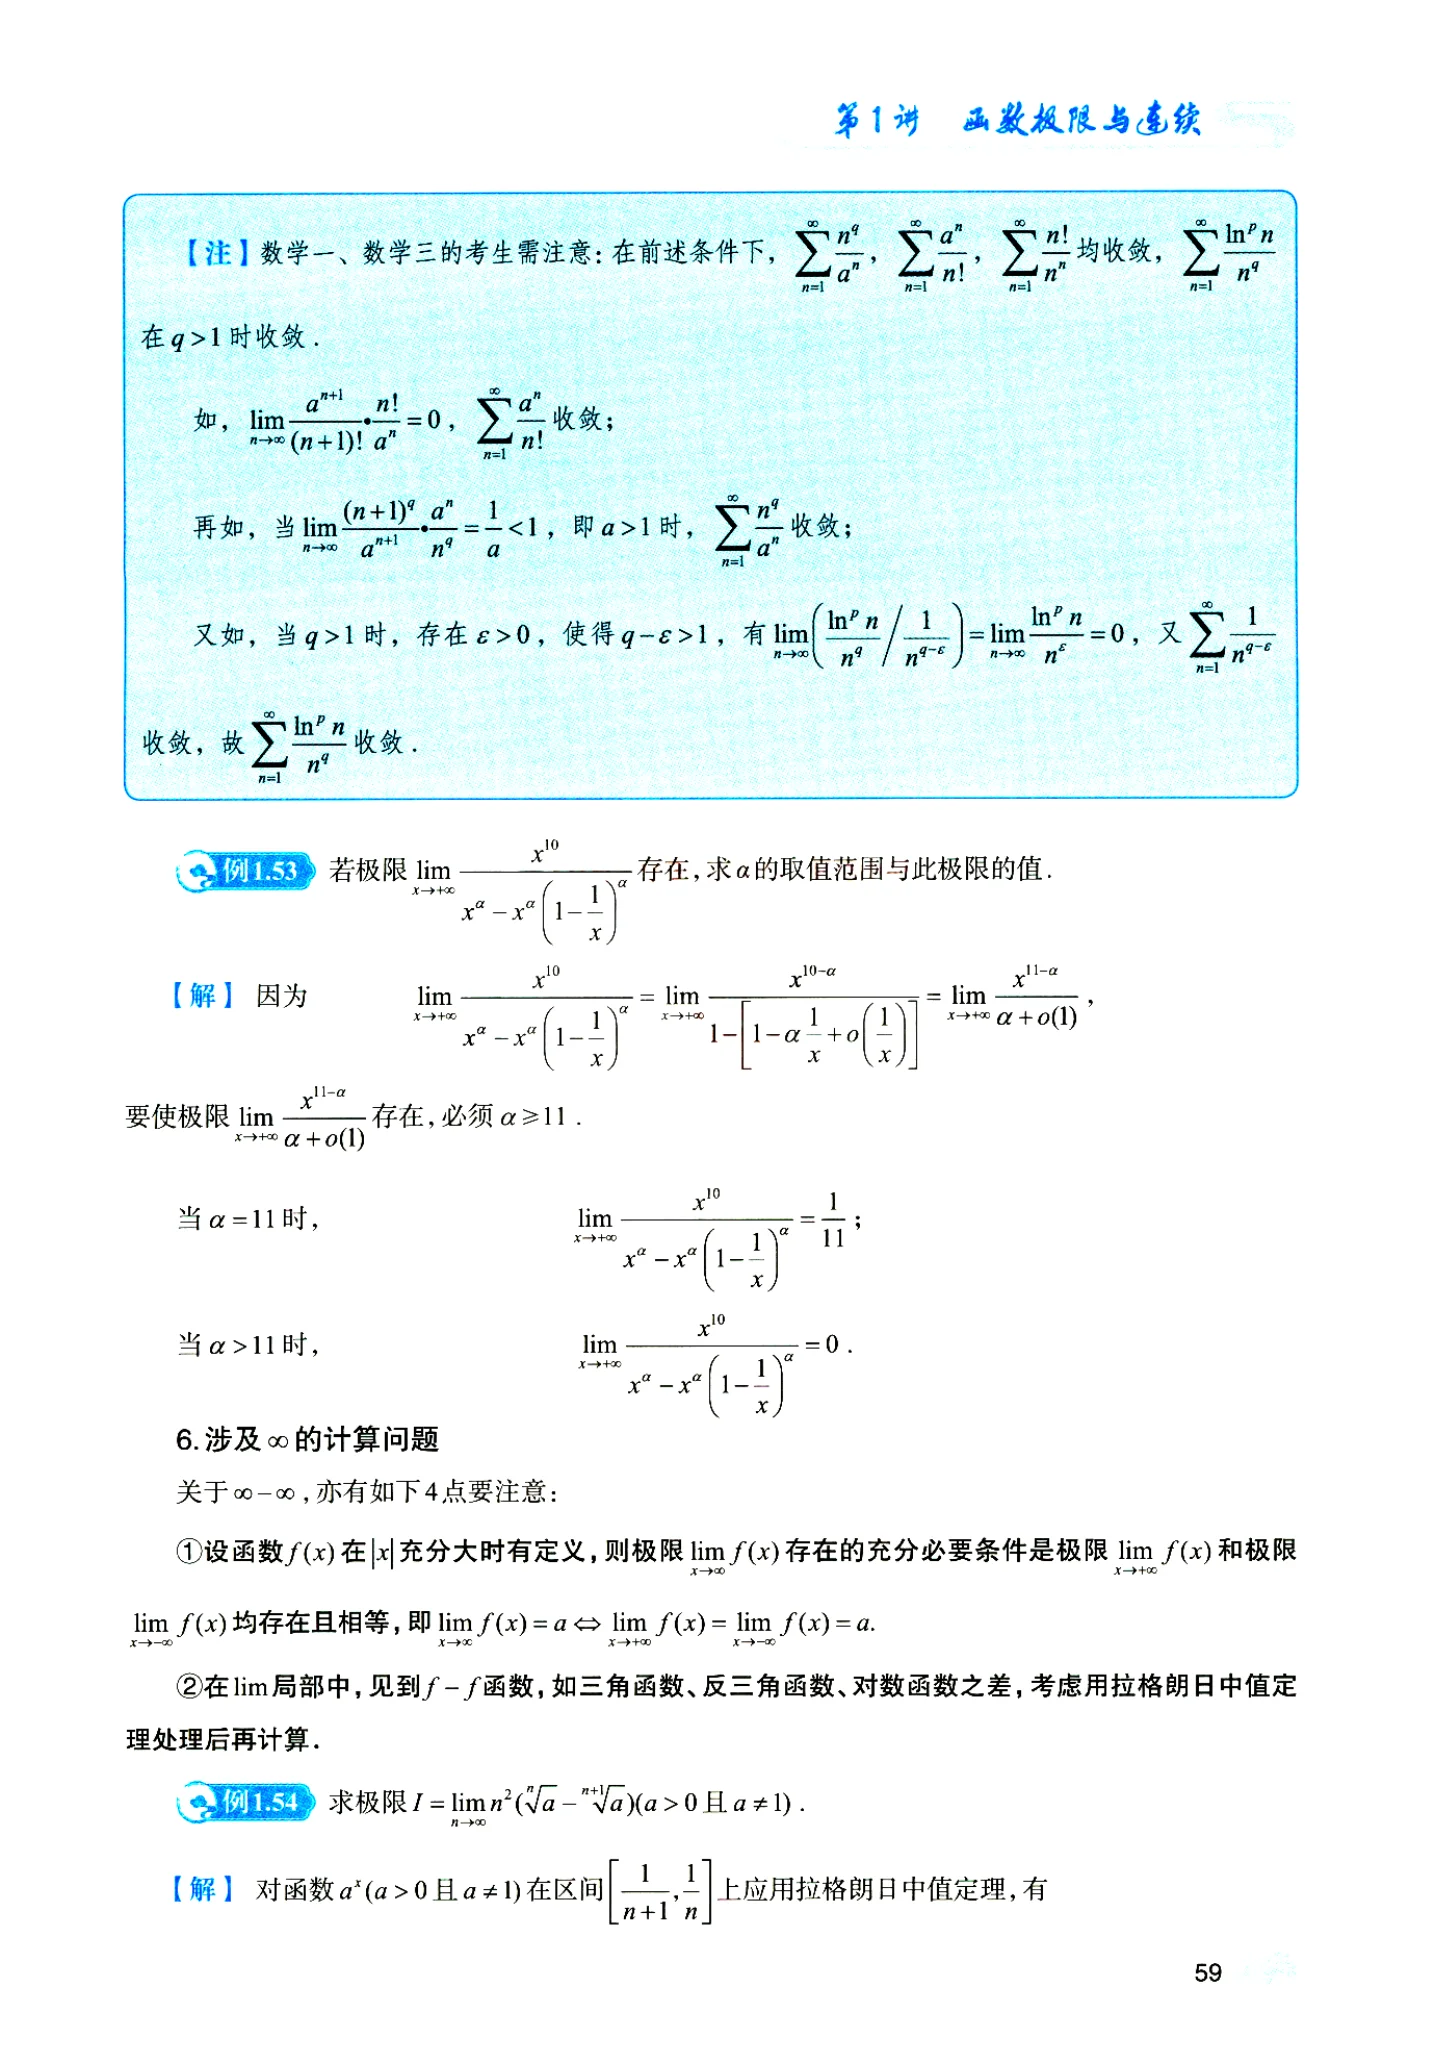 第1讲 函数极限与连续
【注】数学一、数学三的考生需注意：在前述条件下，$\sum_{n=1}^{\infty}\frac{n^q}{a^n}$，$\sum_{n=1}^{\infty}\frac{a^n}{n!}$，$\sum_{n=1}^{\infty}\frac{n!}{n^n}$均收敛，$\sum_{n=1}^{\infty}\frac{\ln^p n}{n^q}$
在$q>1$时收敛．
如，$\lim_{n\to\infty}\frac{a^{n+1}}{(n+1)!}\cdot\frac{n!}{a^n}=0$，$\sum_{n=1}^{\infty}\frac{a^n}{n!}$收敛；
再如，当$\lim_{n\to\infty}\frac{(n+1)^q}{a^{n+1}}\cdot\frac{a^n}{n^q}=\frac{1}{a}<1$，即$a>1$时，$\sum_{n=1}^{\infty}\frac{n^q}{a^n}$收敛；
又如，当$q>1$时，存在$\varepsilon>0$，使得$q-\varepsilon>1$，有$\lim_{n\to\infty}\left(\frac{\ln^p n}{n^q}\bigg/\frac{1}{n^{q-\varepsilon}}\right)=\lim_{n\to\infty}\frac{\ln^p n}{n^{\varepsilon}}=0$，又$\sum_{n=1}^{\infty}\frac{1}{n^{q-\varepsilon}}$
收敛，故$\sum_{n=1}^{\infty}\frac{\ln^p n}{n^q}$收敛．
例1.53 若极限$\lim_{x\to+\infty}\frac{x^{10}}{x^{\alpha}-x^{\alpha}\left(1-\frac{1}{x}\right)^{\alpha}}$存在，求$\alpha$的取值范围与此极限的值．
【解】 因为 $\lim_{x\to+\infty}\frac{x^{10}}{x^{\alpha}-x^{\alpha}\left(1-\frac{1}{x}\right)^{\alpha}}=\lim_{x\to+\infty}\frac{x^{10-\alpha}}{1-\left[1-\alpha\frac{1}{x}+o\left(\frac{1}{x}\right)\right]}=\lim_{x\to+\infty}\frac{x^{11-\alpha}}{\alpha+o(1)}$，
要使极限$\lim_{x\to+\infty}\frac{x^{11-\alpha}}{\alpha+o(1)}$存在，必须$\alpha\geqslant 11$．
当$\alpha=11$时， $\lim_{x\to+\infty}\frac{x^{10}}{x^{\alpha}-x^{\alpha}\left(1-\frac{1}{x}\right)^{\alpha}}=\frac{1}{11}$；
当$\alpha>11$时， $\lim_{x\to+\infty}\frac{x^{10}}{x^{\alpha}-x^{\alpha}\left(1-\frac{1}{x}\right)^{\alpha}}=0$．
6.涉及∞的计算问题
关于∞−∞，亦有如下4点要注意：
①设函数$f(x)$在$|x|$充分大时有定义，则极限$\lim_{x\to\infty}f(x)$存在的充分必要条件是极限$\lim_{x\to+\infty}f(x)$和极限
$\lim_{x\to-\infty}f(x)$均存在且相等，即$\lim_{x\to\infty}f(x)=a\Leftrightarrow\lim_{x\to+\infty}f(x)=\lim_{x\to-\infty}f(x)=a$.
②在lim局部中，见到$f-f$函数，如三角函数、反三角函数、对数函数之差，考虑用拉格朗日中值定
理处理后再计算．
例1.54 求极限$I=\lim_{n\to\infty}n^2(\sqrt[n]{a}-\sqrt[n+1]{a})(a>0$且$a\neq 1)$．
【解】 对函数$a^x(a>0$且$a\neq 1)$在区间$\left[\frac{1}{n+1},\frac{1}{n}\right]$上应用拉格朗日中值定理，有
59